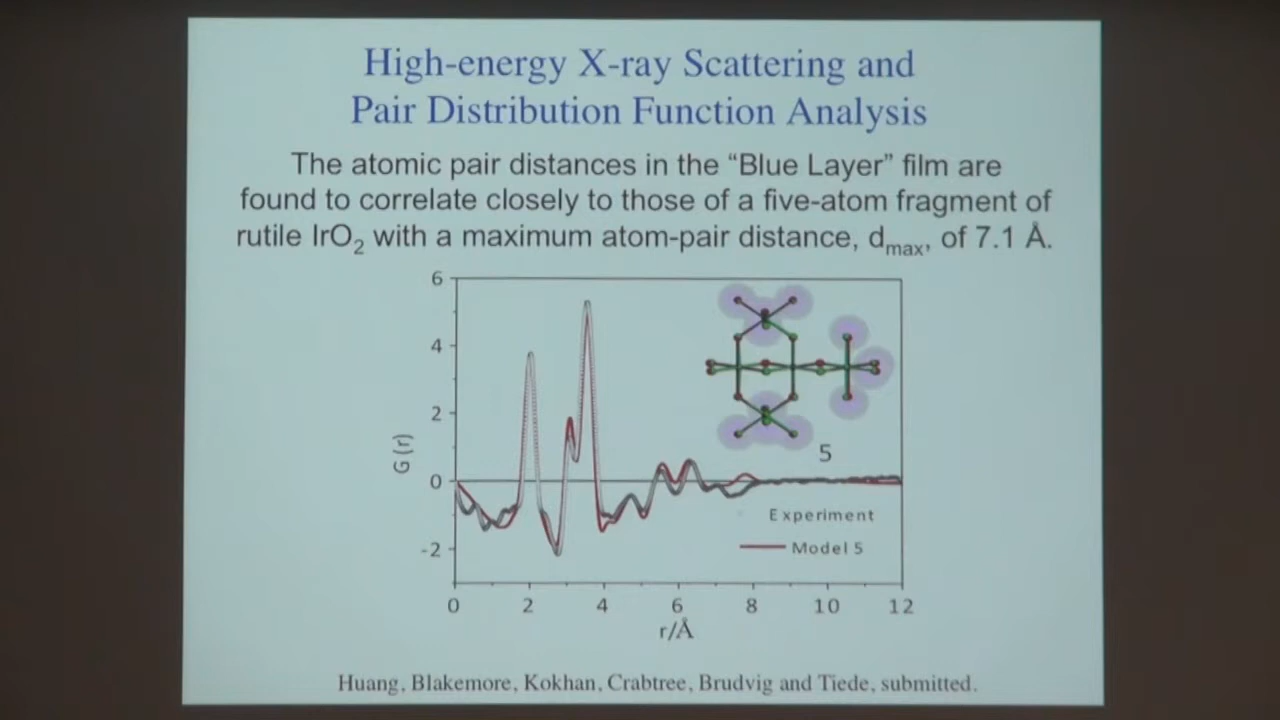 High-energy X-ray Scattering and
Pair Distribution Function Analysis
The atomic pair distances in the “Blue Layer” film are
found to correlate closely to those of a five-atom fragment of
rutile IrO2 with a maximum atom-pair distance, dmax, of 7.1 Å.
6
4
2
0
-2
G (r)
5
Experiment
Model 5
0 2 4 6 8 10 12
r/Å
Huang, Blakemore, Kokhan, Crabtree, Brudvig and Tiede, submitted.